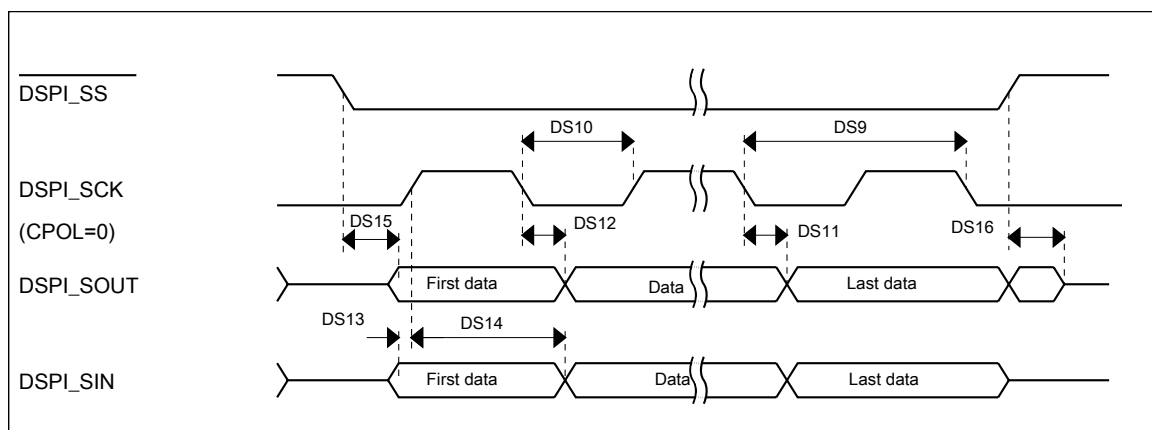 DSPI_SS
DS10
DS9
DSPI_SCK
(CPOL=0)
DS15
DS12
DS11
DS16
DSPI_SOUT
First data
Data
Last data
DS13
DS14
DSPI_SIN
First data
Data
Last data